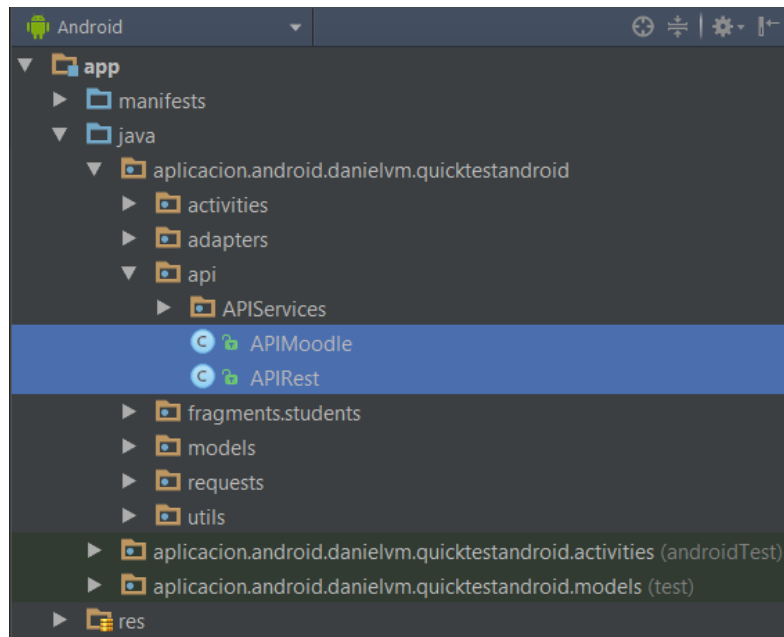 Android
app
manifests
java
aplicacion.android.danielvm.quicktestandroid
activities
adapters
api
APIServices
C APIMoodle
C APIRest
fragments.students
models
requests
utils
aplicacion.android.danielvm.quicktestandroid.activities (androidTest)
aplicacion.android.danielvm.quicktestandroid.models (test)
res